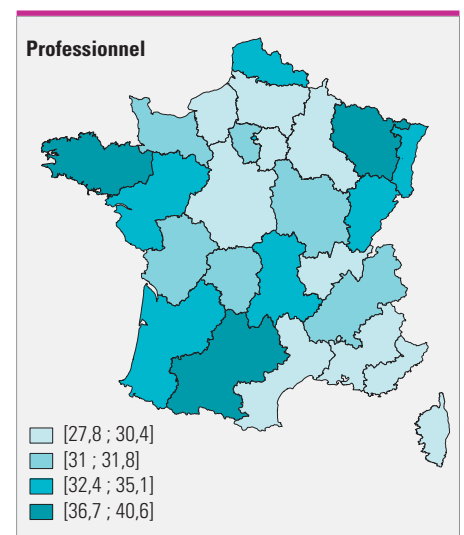 Professionnel
[27,8 ; 30,4]
[31 ; 31,8]
[32,4 ; 35,1]
[36,7 ; 40,6]